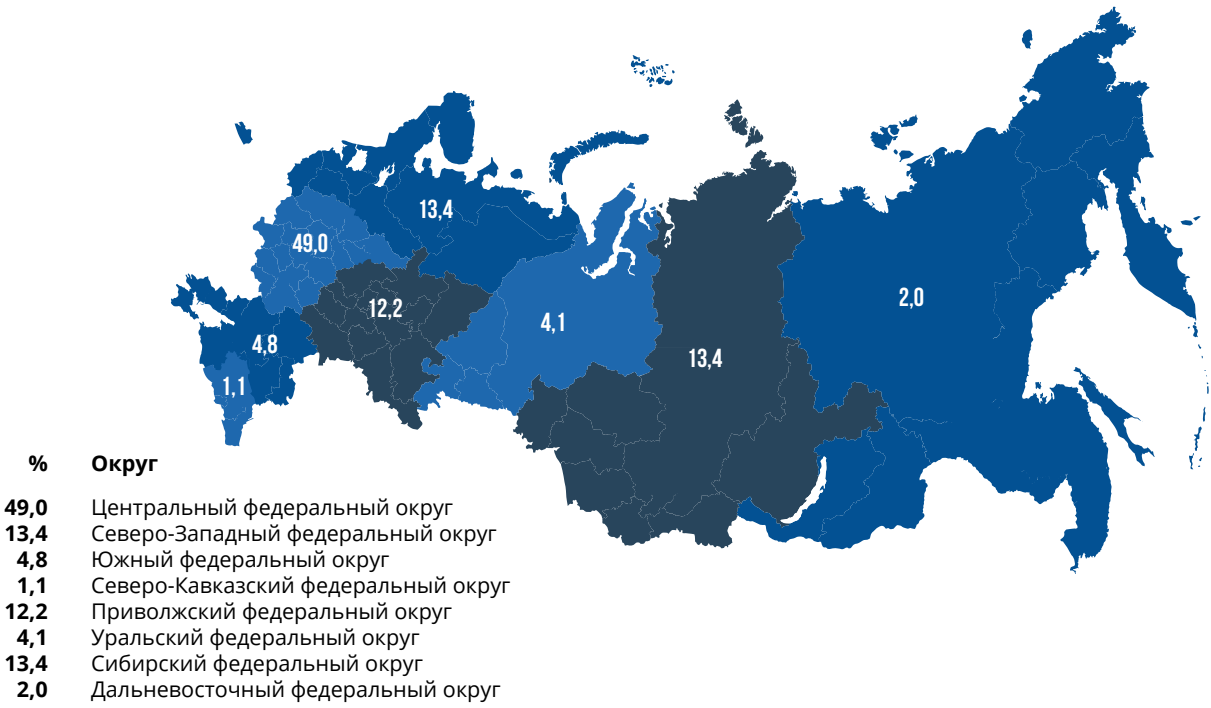 13,4
49,0
12,2
2,0
4,1
4,8
13,4
1,1
% Округ
49,0 Центральный федеральный округ
13,4 Северо-Западный федеральный округ
4,8 Южный федеральный округ
1,1 Северо-Кавказский федеральный округ
12,2 Приволжский федеральный округ
4,1 Уральский федеральный округ
13,4 Сибирский федеральный округ
2,0 Дальневосточный федеральный округ